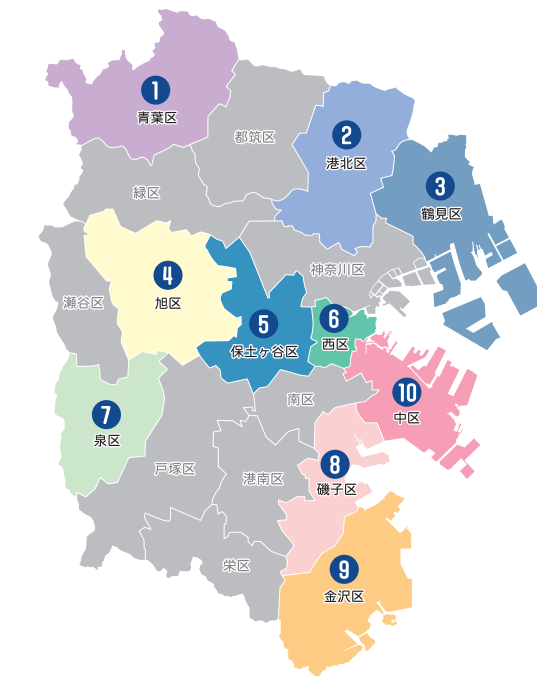 1
青葉区
都筑区
2
港北区
3
鶴見区
緑区
神奈川区
4
旭区
瀬谷区
5
保土ヶ谷区
6
西区
7
泉区
南区
10
中区
戸塚区
港南区
8
磯子区
栄区
9
金沢区